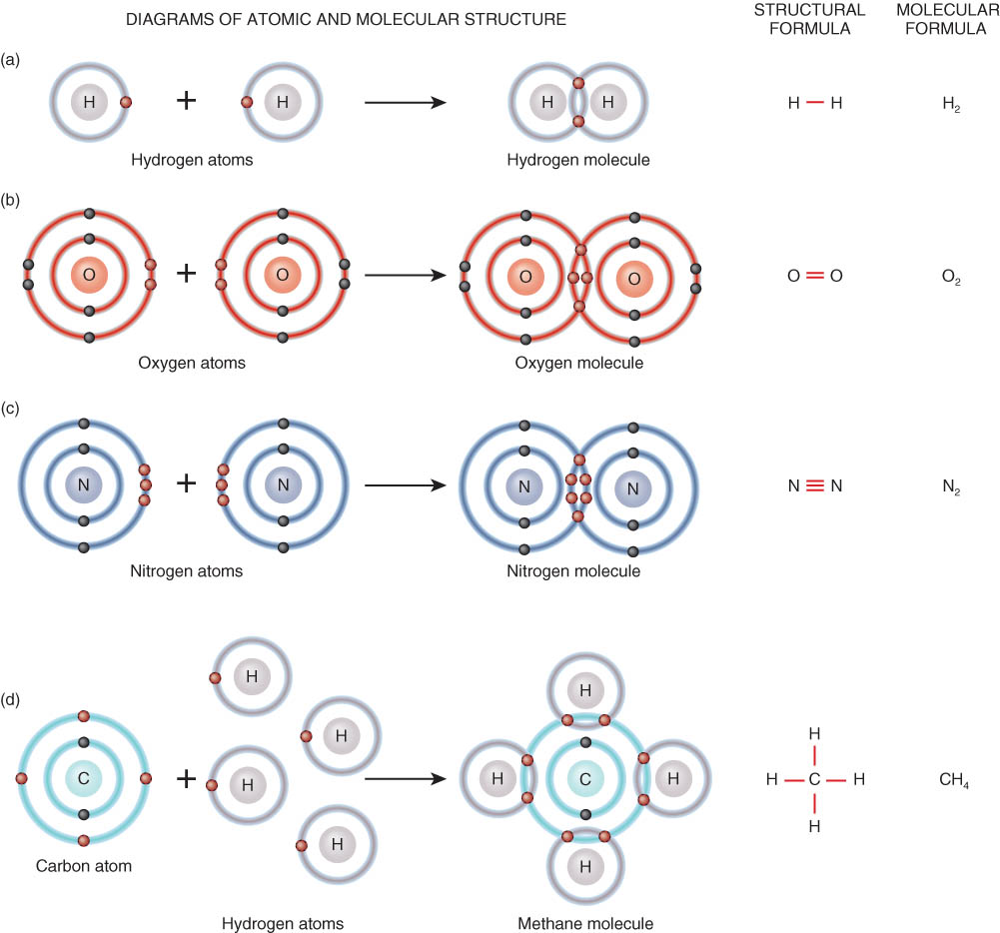 DIAGRAMS OF ATOMIC AND MOLECULAR STRUCTURE
STRUCTURAL
FORMULA
MOLECULAR
FORMULA
(a)
H
H
H
H
H — H
H₂
+
Hydrogen atoms
Hydrogen molecule
(b)
O
+
O
O
O
O = O
O₂
Oxygen atoms
Oxygen molecule
(c)
N
+
N
N
N
N ≡ N
N₂
Nitrogen atoms
Nitrogen molecule
(d)
C
+
H
H
H
H
H
H
C
H
H
H
H — C — H
H
CH₄
Carbon atom
Hydrogen atoms
Methane molecule